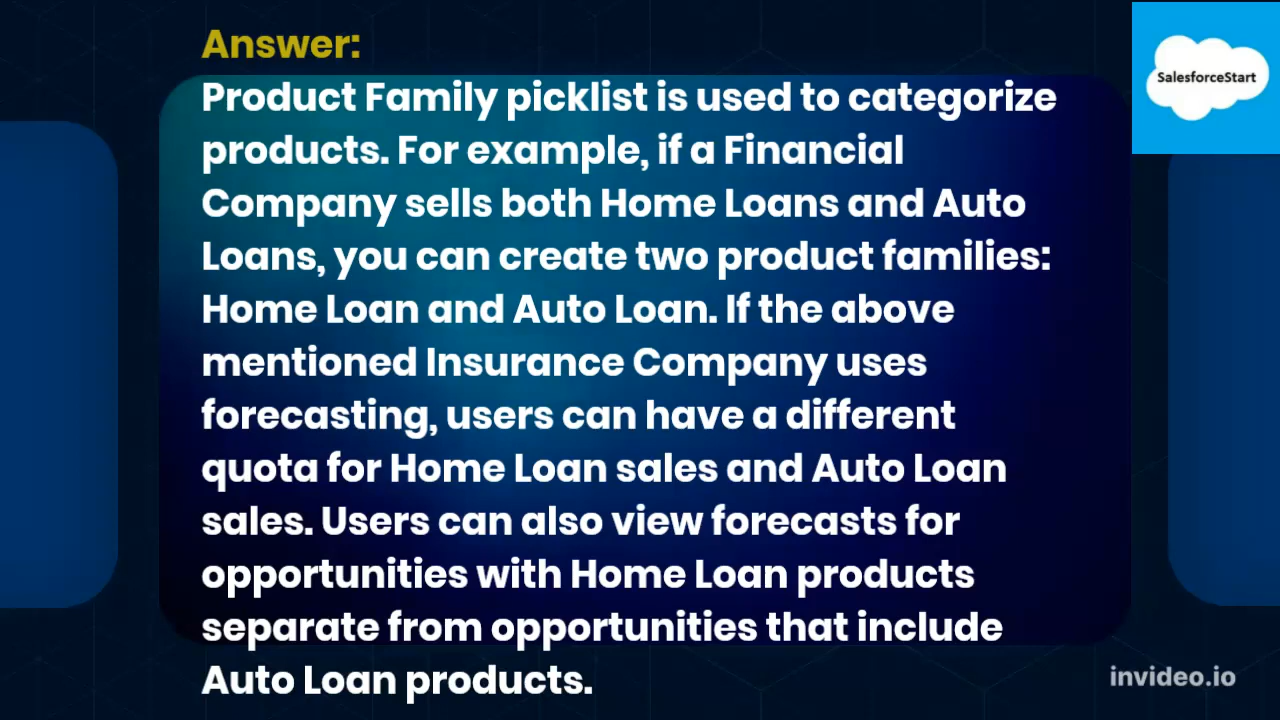 Answer:
SalesforceStart
Product Family picklist is used to categorize
products. For example, if a Financial
Company sells both Home Loans and Auto
Loans, you can create two product families:
Home Loan and Auto Loan. If the above
mentioned Insurance Company uses
forecasting, users can have a different
quota for Home Loan sales and Auto Loan
sales. Users can also view forecasts for
opportunities with Home Loan products
separate from opportunities that include
Auto Loan products.
invideo.io